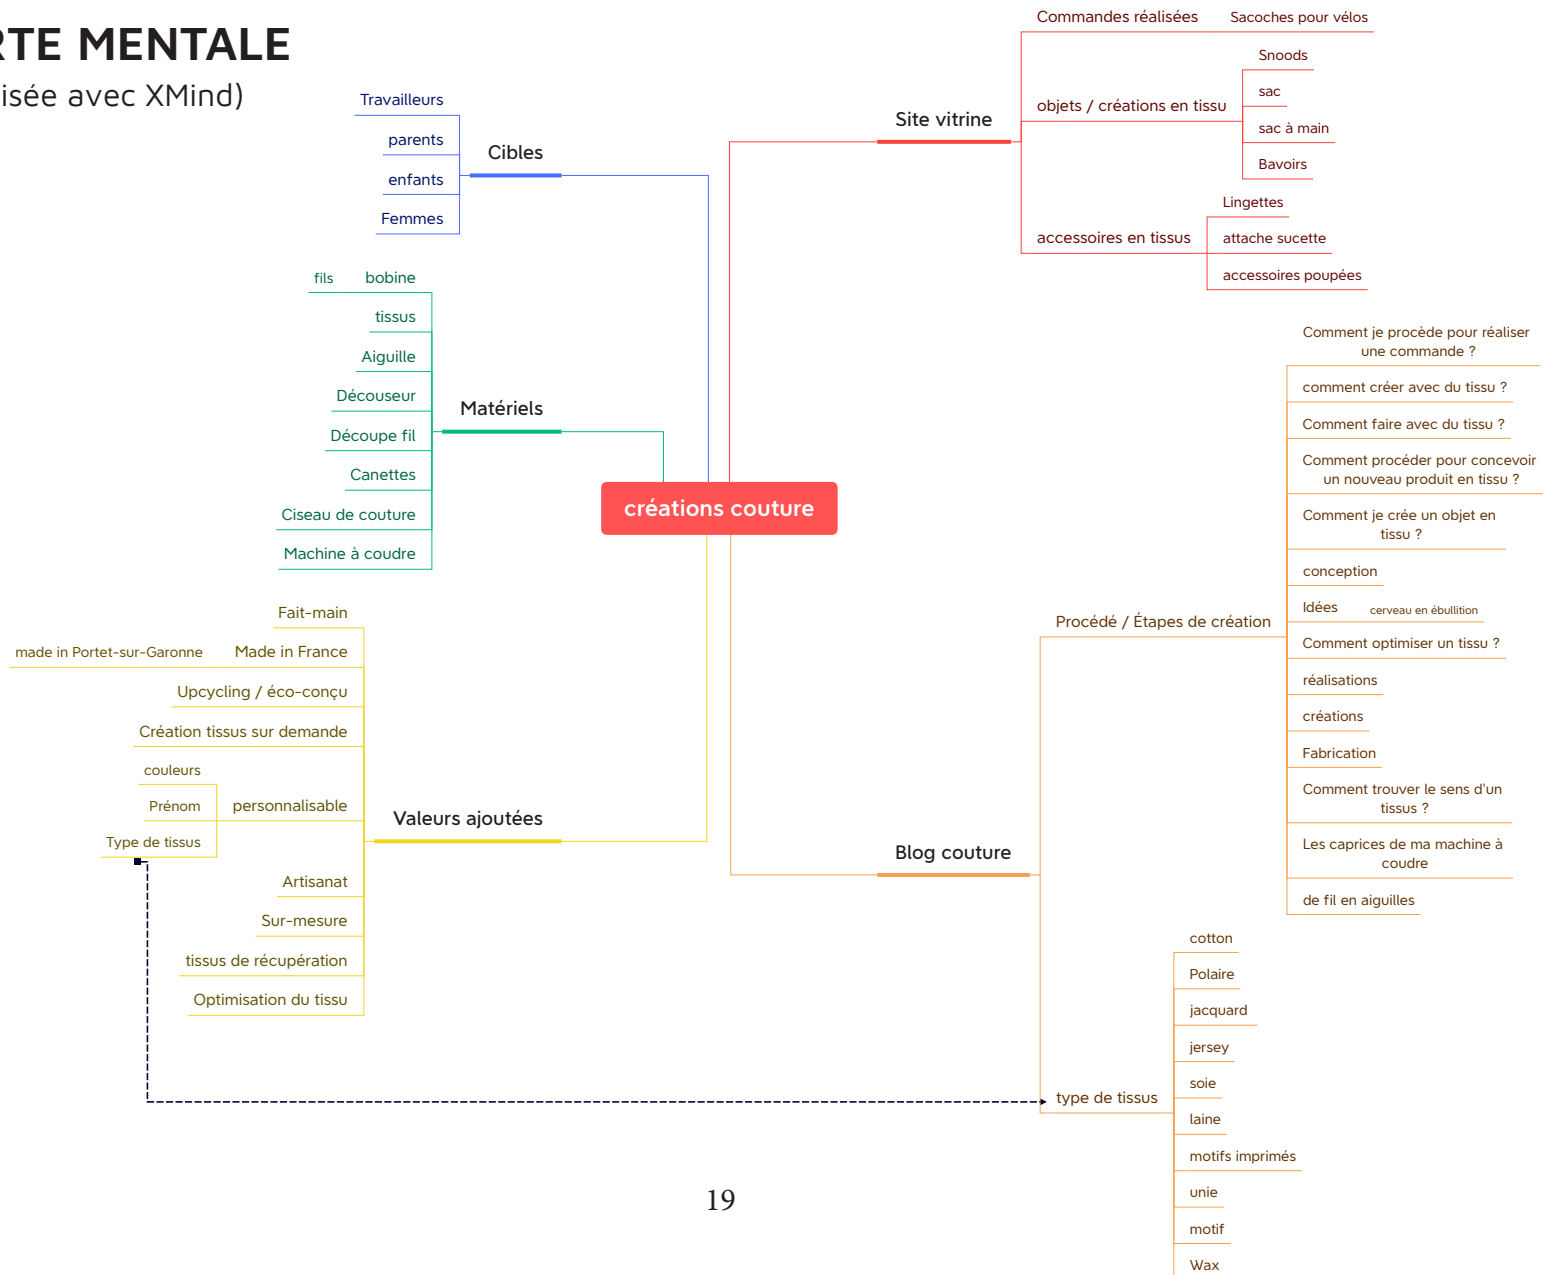 RTE MENTALE
isée avec XMind)
Cibles
Travailleurs
parents
enfants
Femmes
Matériels
bobine
fils
tissus
Aiguille
Découseur
Découpe fil
Canettes
Ciseau de couture
Machine à coudre
créations couture
Valeurs ajoutées
Fait-main
Made in France
made in Portet-sur-Garonne
Upcycling / éco-conçu
Création tissus sur demande
personnalisable
couleurs
Prénom
Type de tissus
Artisanat
Sur-mesure
tissus de récupération
Optimisation du tissu
Site vitrine
Commandes réalisées
Sacoches pour vélos
objets / créations en tissu
Snoods
sac
sac à main
Bavoirs
accessoires en tissus
Lingettes
attache sucette
accessoires poupées
Blog couture
Procédé / Étapes de création
Comment je procède pour réaliser
une commande ?
comment créer avec du tissu ?
Comment faire avec du tissu ?
Comment procéder pour concevoir
un nouveau produit en tissu ?
Comment je crée un objet en
tissu ?
conception
Idées
cerveau en ébullition
Comment optimiser un tissu ?
réalisations
créations
Fabrication
Comment trouver le sens d'un
tissus ?
Les caprices de ma machine à
coudre
de fil en aiguilles
type de tissus
cotton
Polaire
jacquard
jersey
soie
laine
motifs imprimés
unie
motif
Wax
19